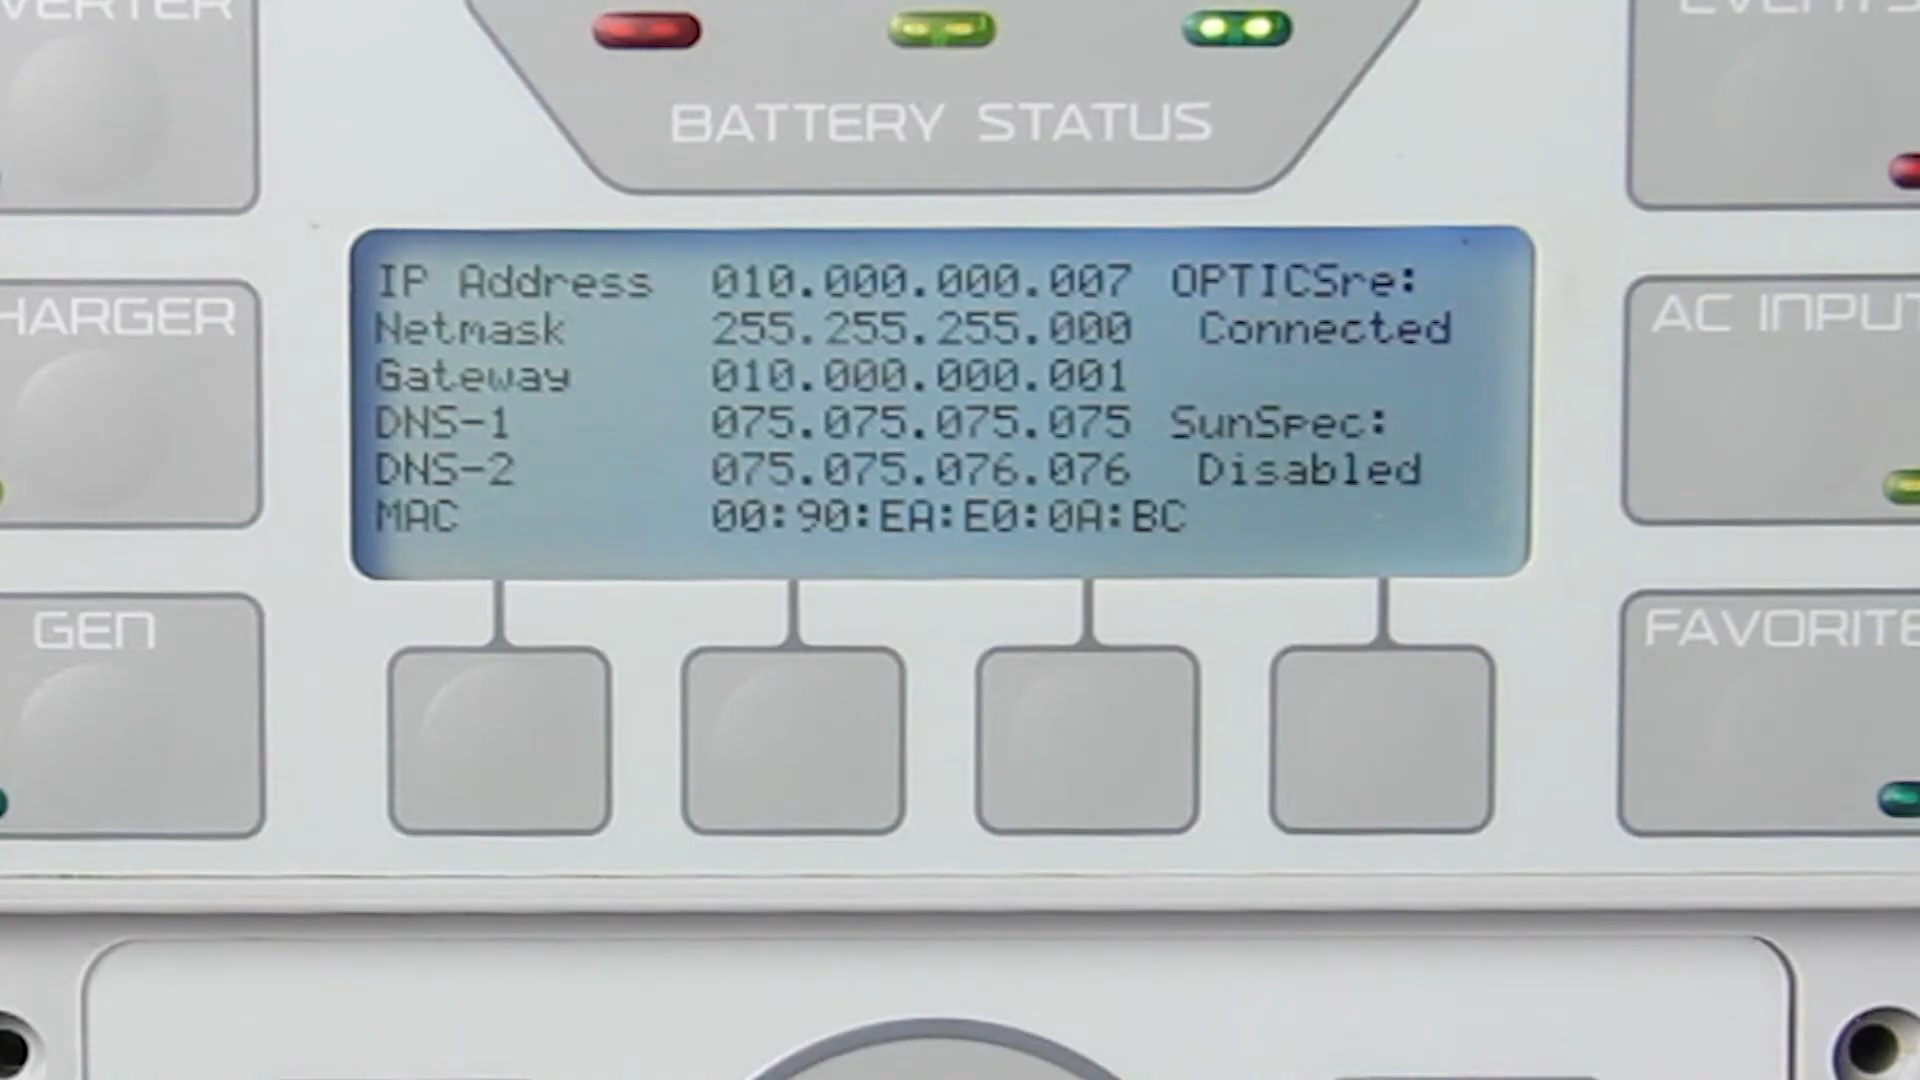 VERTER
EVENTS
BATTERY STATUS
IP Address 010.000.000.007 OPTICSre:
Netmask 255.255.255.000 Connected
Gateway 010.000.000.001
DNS-1 075.075.075.075 SunSpec:
DNS-2 075.075.076.076 Disabled
MAC 00:90:EA:E0:0A:BC
HARGER
AC INPUT
GEN
FAVORITE